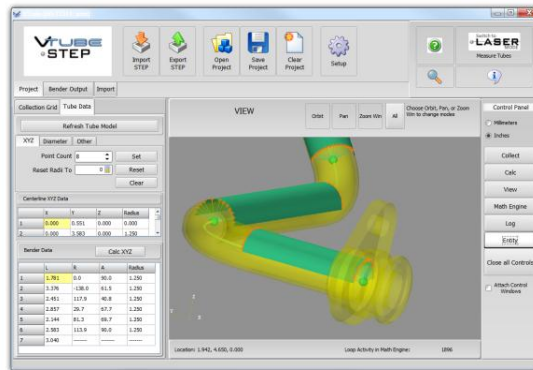 VTUBE
STEP
Import
STEP
Export
STEP
Open
Project
Save
Project
Clear
Project
Setup
Switch to
LASER
Measure Tubes
Project
Bender Output
Import
Collection Grid
Tube Data
Refresh Tube Model
XYZ
Diameter
Other
Point Count
8
Set
Reset Radii To
0
Reset
Clear
Centerline XYZ Data
X Y Z Radius
1 0.000 0.551 0.000 0.000
2 0.000 3.583 0.000 1.250
Bender Data
Calc XYZ
L R A Radius
1 1.781 0.0 90.0 1.250
2 3.376 -138.0 61.5 1.250
3 2.451 117.9 40.8 1.250
4 2.857 29.7 57.7 1.250
5 2.144 81.3 69.7 1.250
6 2.583 113.9 90.0 1.250
7 3.040 ------ ------ ------
VIEW
Orbit
Pan
Zoom Win
All
Choose Orbit, Pan, or Zoom
Win to change modes
Location: 1.942, 4.650, 0.000
Loop Activity in Math Engine:
1896
Control Panel
Millimeters
Inches
Collect
Calc
View
Math Engine
Log
Entity
Close all Controls
Attach Control
Windows